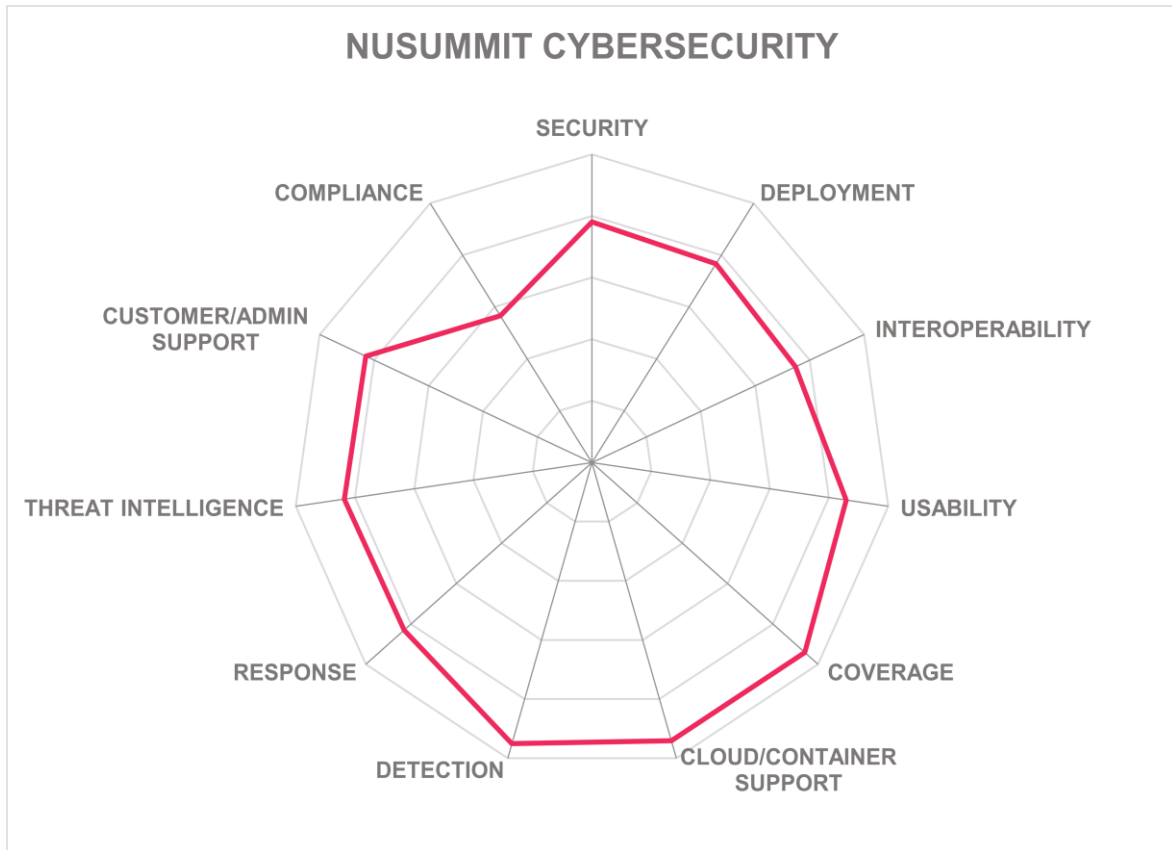 NUSUMMIT CYBERSECURITY
SECURITY
COMPLIANCE
DEPLOYMENT
CUSTOMER/ADMIN
SUPPORT
INTEROPERABILITY
THREAT INTELLIGENCE
USABILITY
RESPONSE
COVERAGE
DETECTION
CLOUD/CONTAINER
SUPPORT